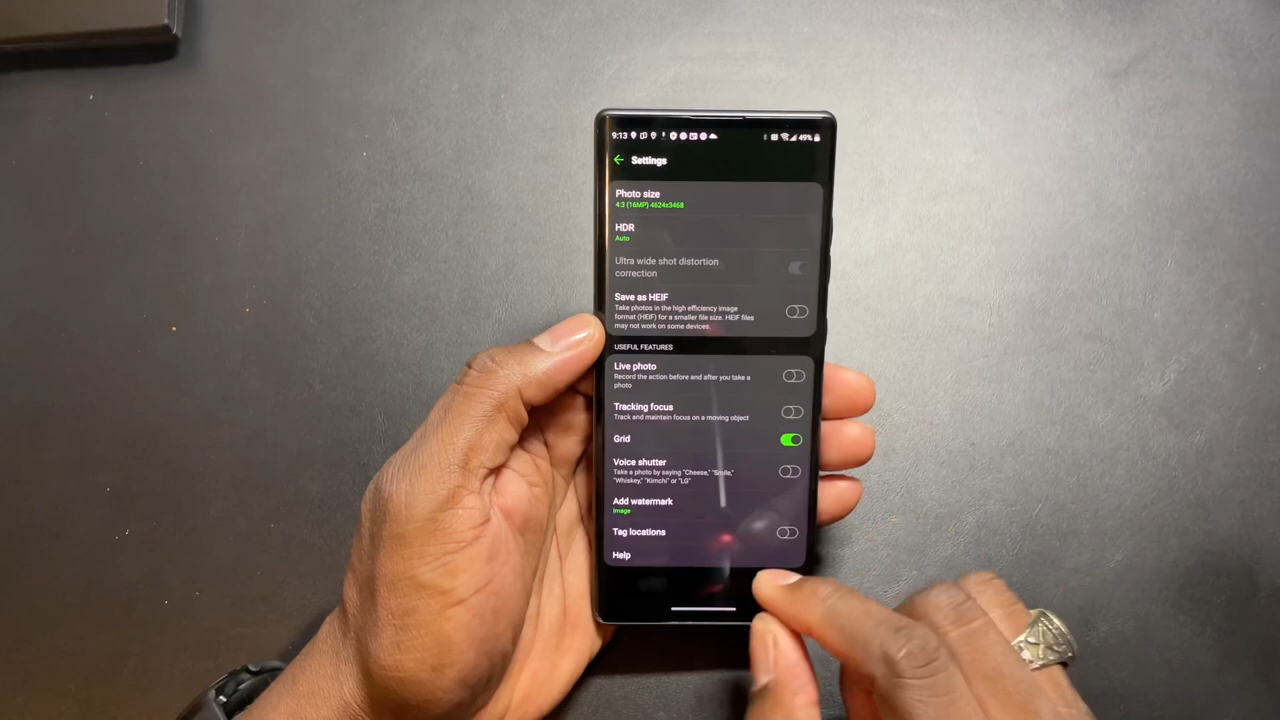 9:13
49%
Settings
Photo size
4:3 (16MP) 4624x3468
HDR
Auto
Ultra wide shot distortion
correction
Save as HEIF
Take photos in the high efficiency image
format (HEIF) for a smaller file size. HEIF files
may not work on some devices.
USEFUL FEATURES
Live photo
Record the action before and after you take a
photo
Tracking focus
Track and maintain focus on a moving object
Grid
Voice shutter
Take a photo by saying "Cheese," "Smile,"
"Whiskey," "Kimchi" or "LG"
Add watermark
Image
Tag locations
Help